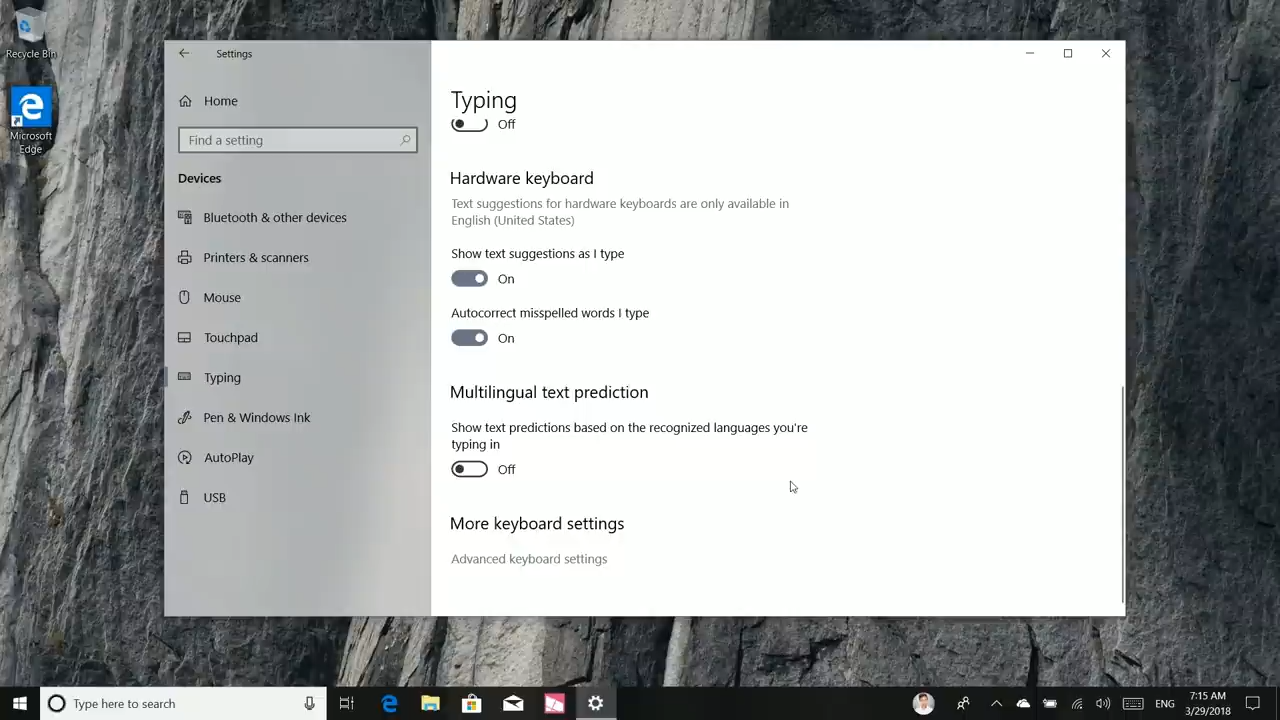 Recycle Bin
Microsoft
Edge
Settings
Home
Find a setting
Devices
Bluetooth & other devices
Printers & scanners
Mouse
Touchpad
Typing
Pen & Windows Ink
AutoPlay
USB
Typing
Off
Hardware keyboard
Text suggestions for hardware keyboards are only available in
English (United States)
Show text suggestions as I type
On
Autocorrect misspelled words I type
On
Multilingual text prediction
Show text predictions based on the recognized languages you're
typing in
Off
More keyboard settings
Advanced keyboard settings
Type here to search
ENG
7:15 AM
3/29/2018